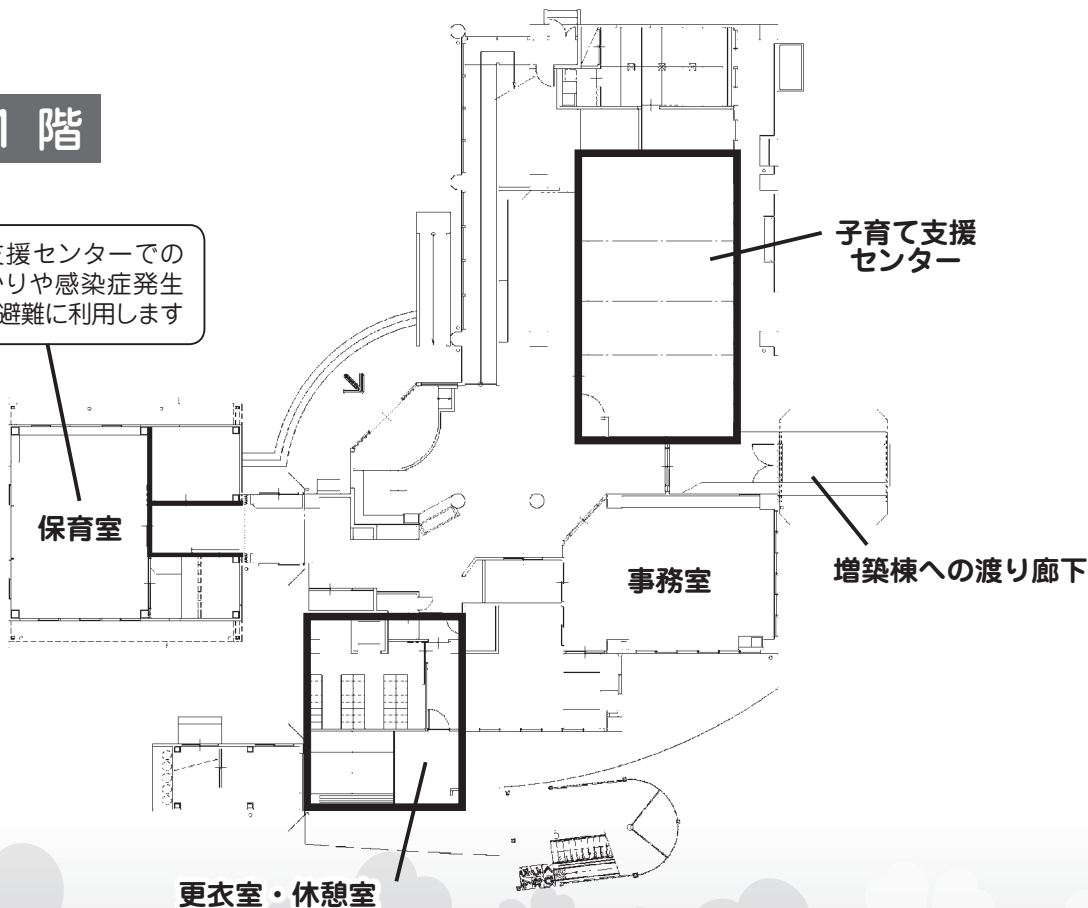 1 階
支援センターでの
かりや感染症発生
避難に利用します
子育て支援
センター
保育室
事務室
増築棟への渡り廊下
更衣室・休憩室